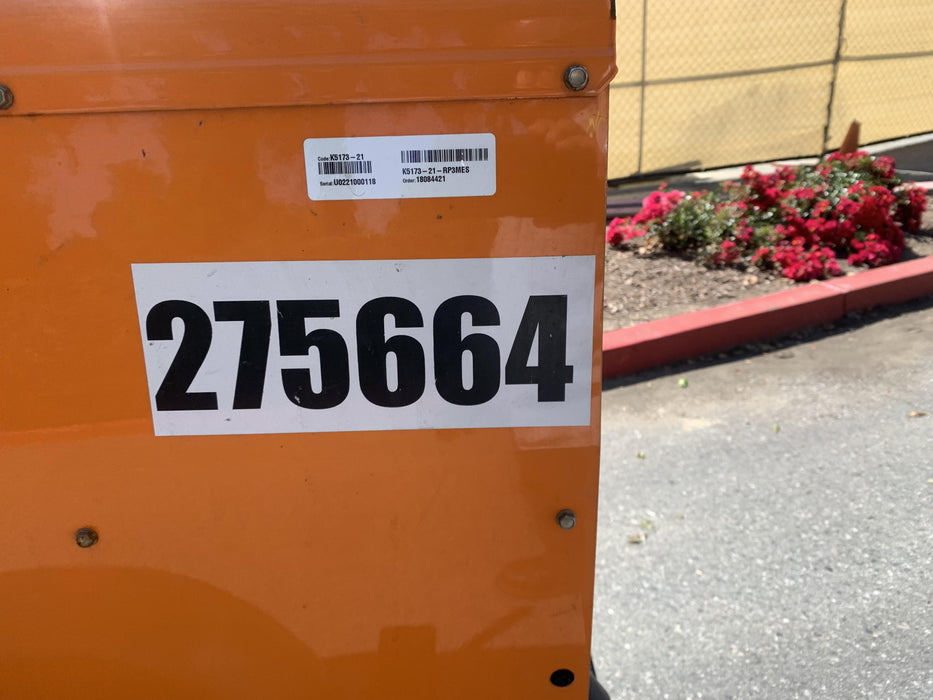 Code: K5173-21
Serial: U0221000118
K5173-21-RP3MES
Order: 18084421
275664